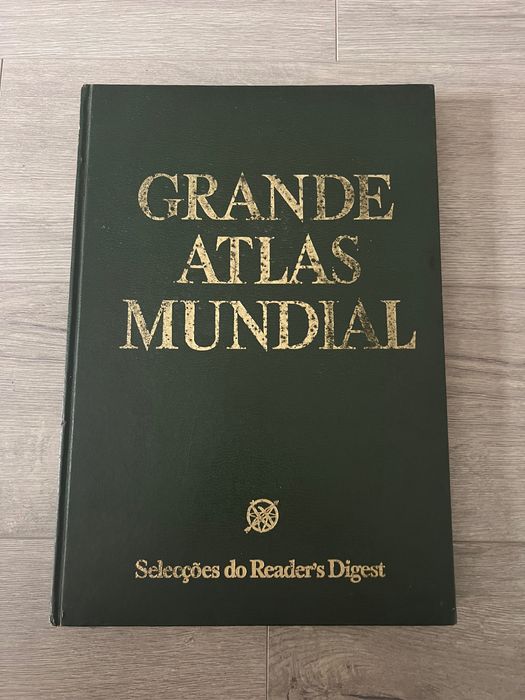 GRANDE
ATLAS
MUNDIAL
Selecções do Reader's Digest